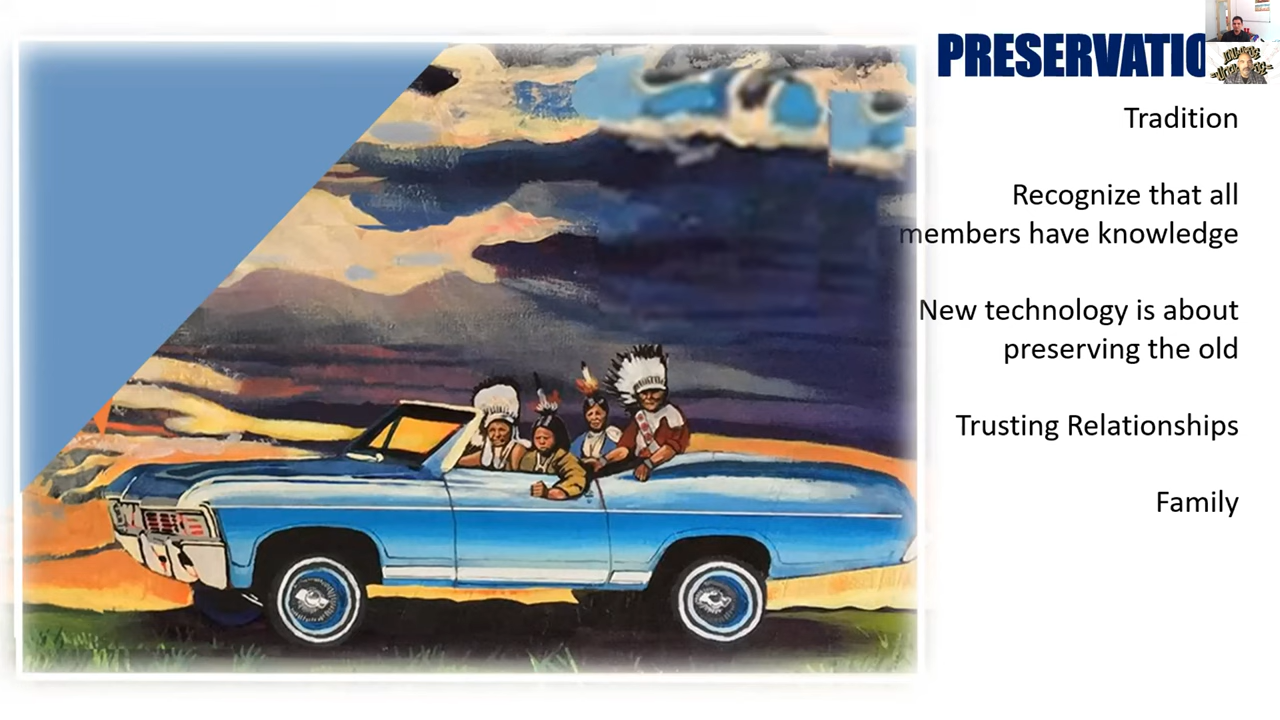 PRESERVATIO
Tradition
Recognize that all
members have knowledge
New technology is about
preserving the old
Trusting Relationships
Family